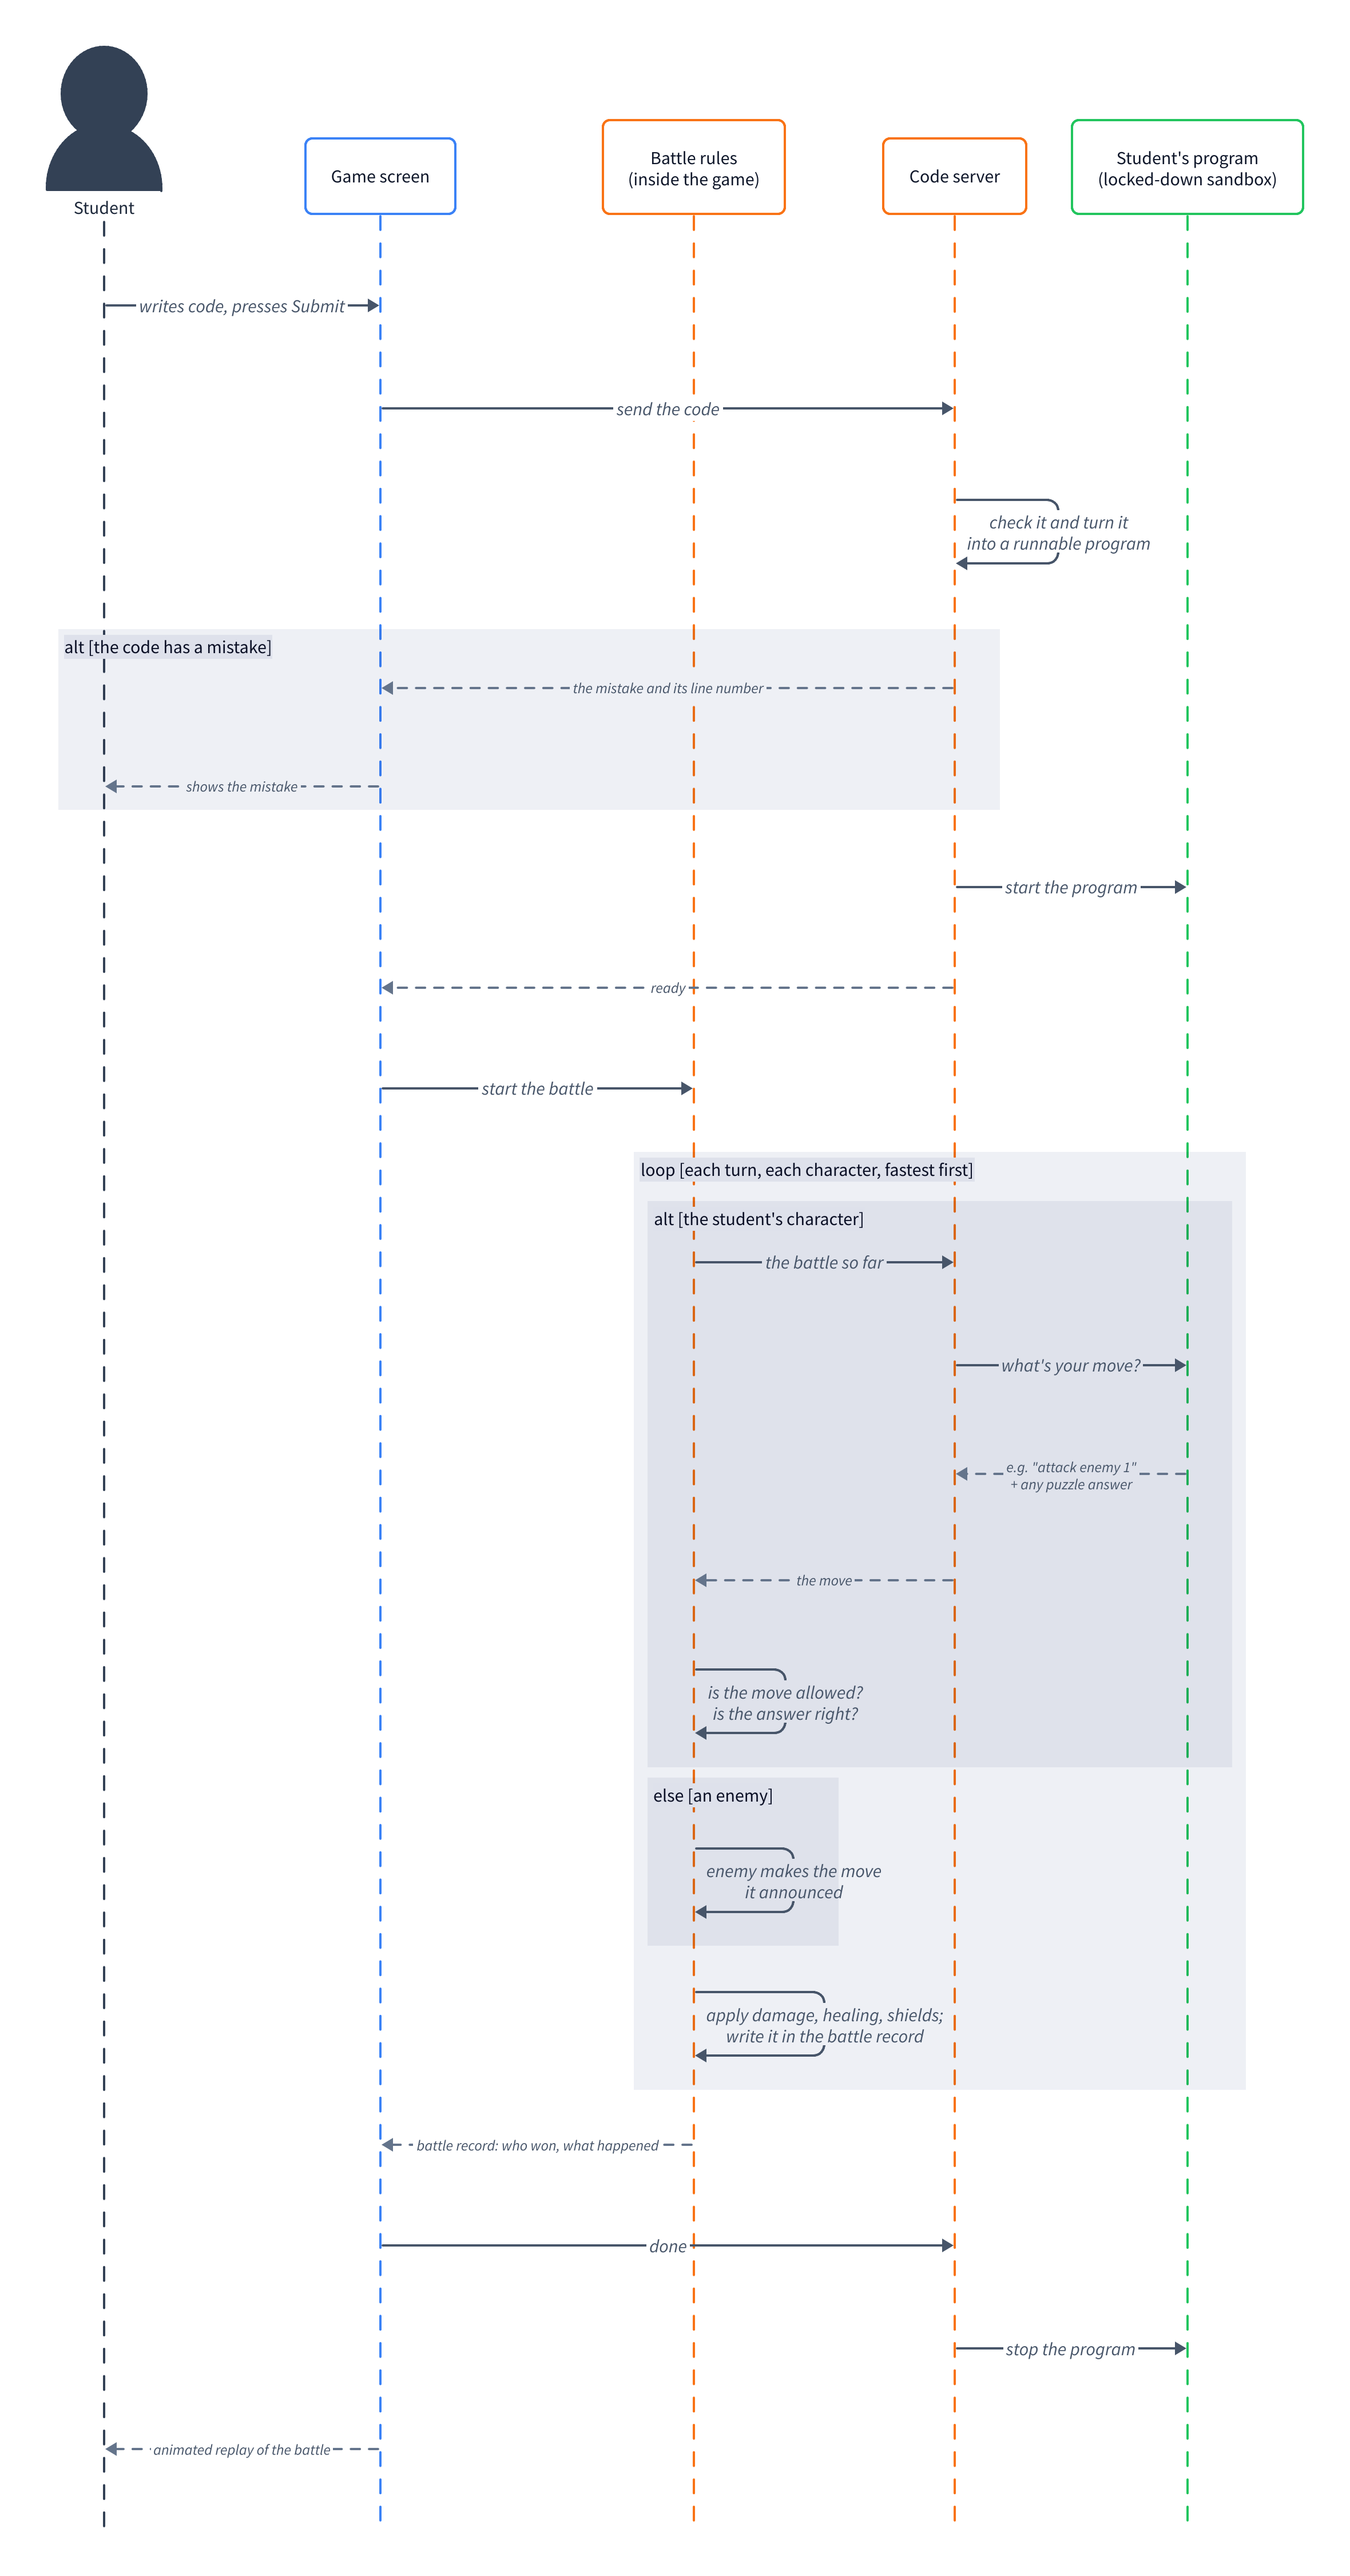 Student
Game screen
Battle rules
(inside the game)
Code server
Student's program
(locked-down sandbox)
writes code, presses Submit
send the code
check it and turn it
into a runnable program
alt [the code has a mistake]
the mistake and its line number
shows the mistake
start the program
ready
start the battle
loop [each turn, each character, fastest first]
alt [the student's character]
the battle so far
what's your move?
e.g. "attack enemy 1"
+ any puzzle answer
the move
is the move allowed?
is the answer right?
else [an enemy]
enemy makes the move
it announced
apply damage, healing, shields;
write it in the battle record
battle record: who won, what happened
done
stop the program
animated replay of the battle